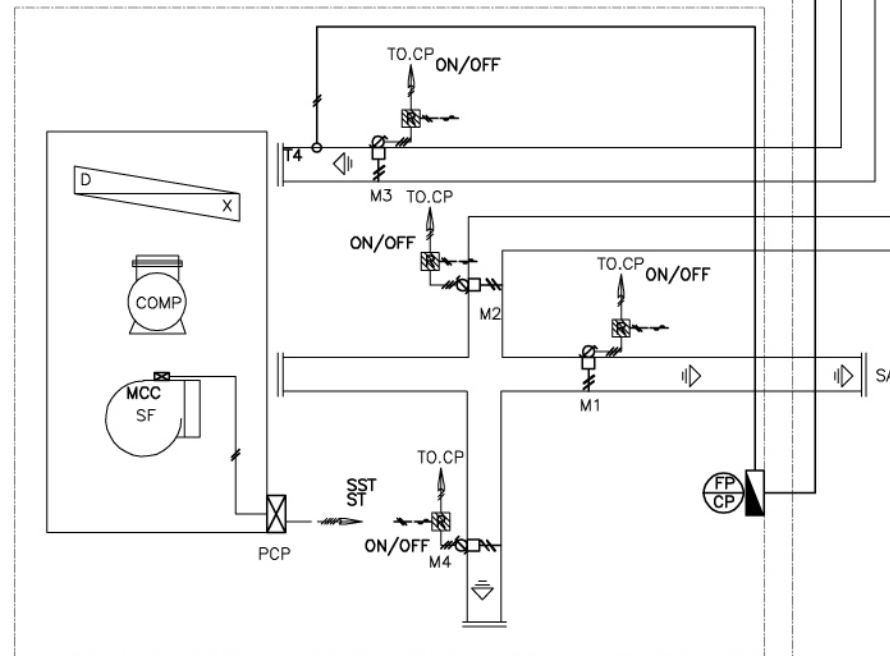 TO.CP
ON/OFF
R
T4
M3
TO.CP
D
X
ON/OFF
R
TO.CP
ON/OFF
M2
R
COMP
M1
MCC
SF
SA
TO.CP
SST
ST
FP
CP
R
ON/OFF
M4
PCP